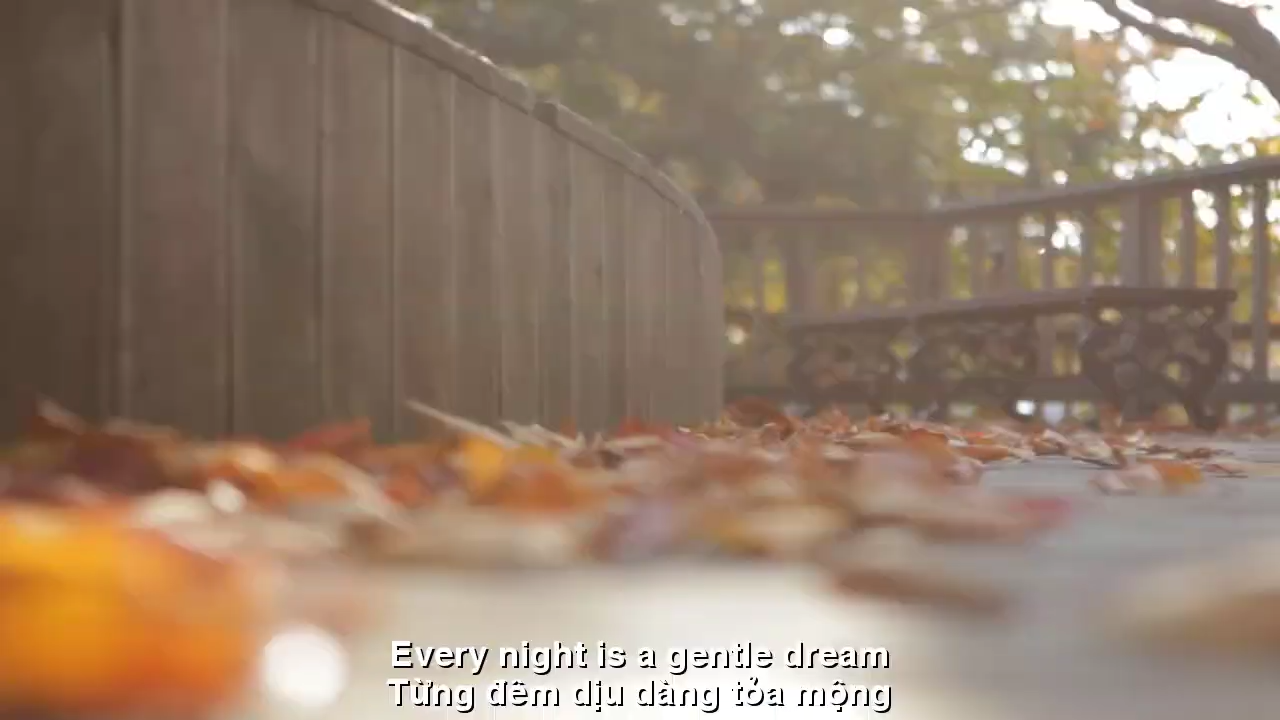 Every night is a gentle dream
Từng đêm dịu dàng tỏa mộng